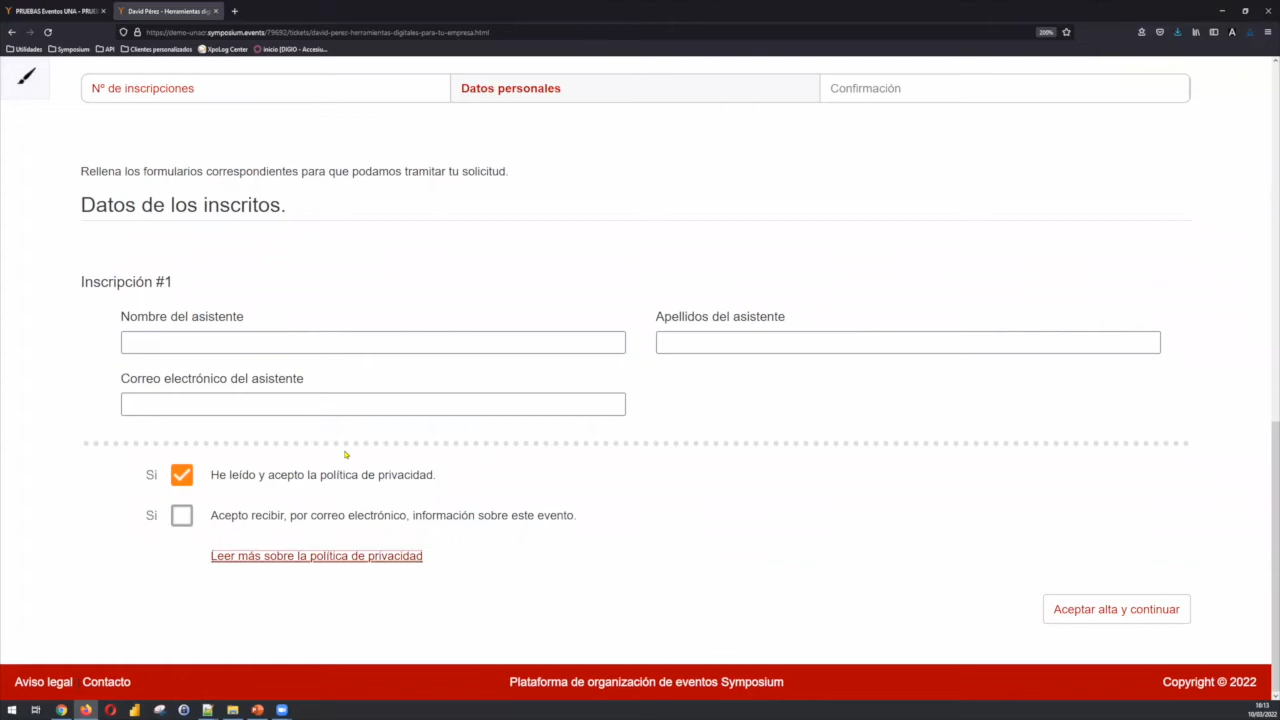 PRUEBAS Eventos UNA - PRUE
David Pérez - Herramientas dig
https://demo-unacr.symposium.events/79692/tickets/david-perez-herramientas-digitales-para-tu-empresa.html
200%
Utilidades
Symposium
API
Clientes personalizados
XpoLog Center
Inicio (DIGIO - Accesiu...
Nº de inscripciones
Datos personales
Confirmación
Rellena los formularios correspondientes para que podamos tramitar tu solicitud.
Datos de los inscritos.
Inscripción #1
Nombre del asistente
Apellidos del asistente
Correo electrónico del asistente
Si
He leído y acepto la política de privacidad.
Si
Acepto recibir, por correo electrónico, información sobre este evento.
Leer más sobre la política de privacidad
Aceptar alta y continuar
Aviso legal
Contacto
Plataforma de organización de eventos Symposium
Copyright © 2022
16:13
10/03/2022